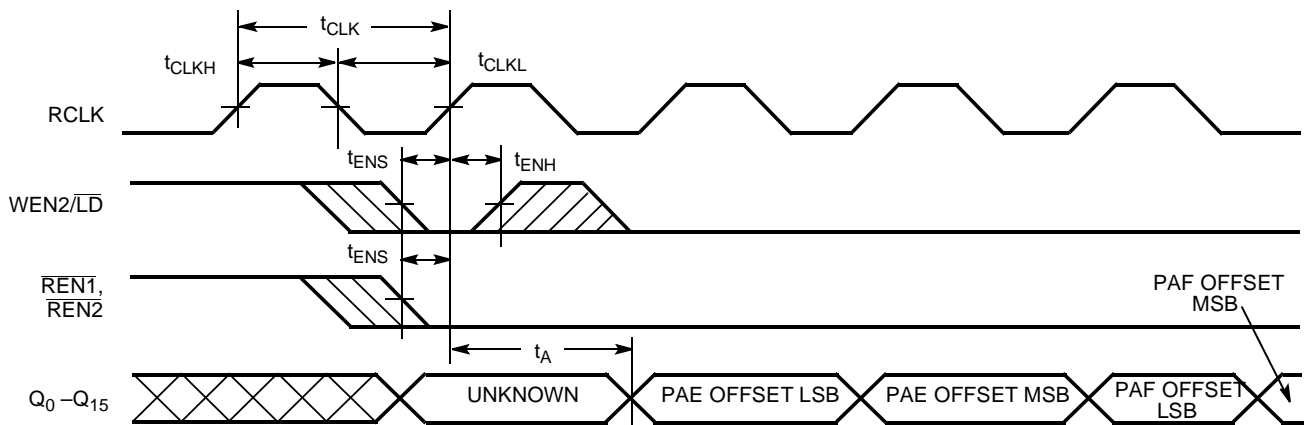 tCLK
tCLKH
tCLKL
RCLK
tENS
tENH
WEN2/LD
tENS
REN1,
REN2
PAF OFFSET
MSB
tA
Q0 –Q15
UNKNOWN
PAE OFFSET LSB
PAE OFFSET MSB
PAF OFFSET
LSB